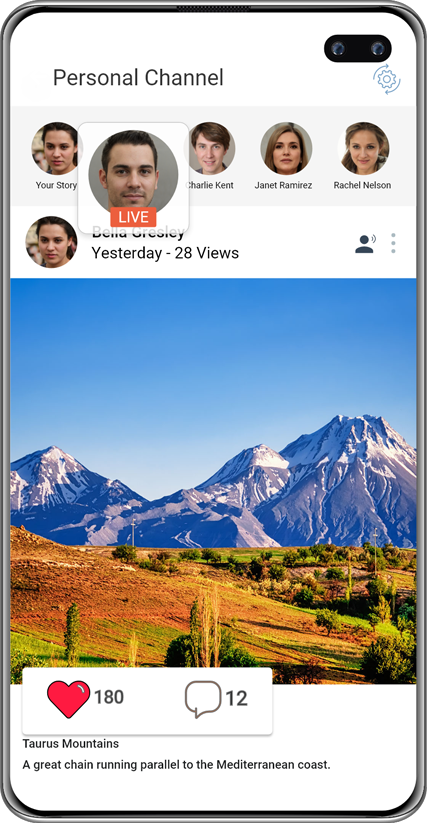 Personal Channel
Your Story
Charlie Kent
Janet Ramirez
Rachel Nelson
LIVE
Bella Gresley
Yesterday - 28 Views
180
12
Taurus Mountains
A great chain running parallel to the Mediterranean coast.